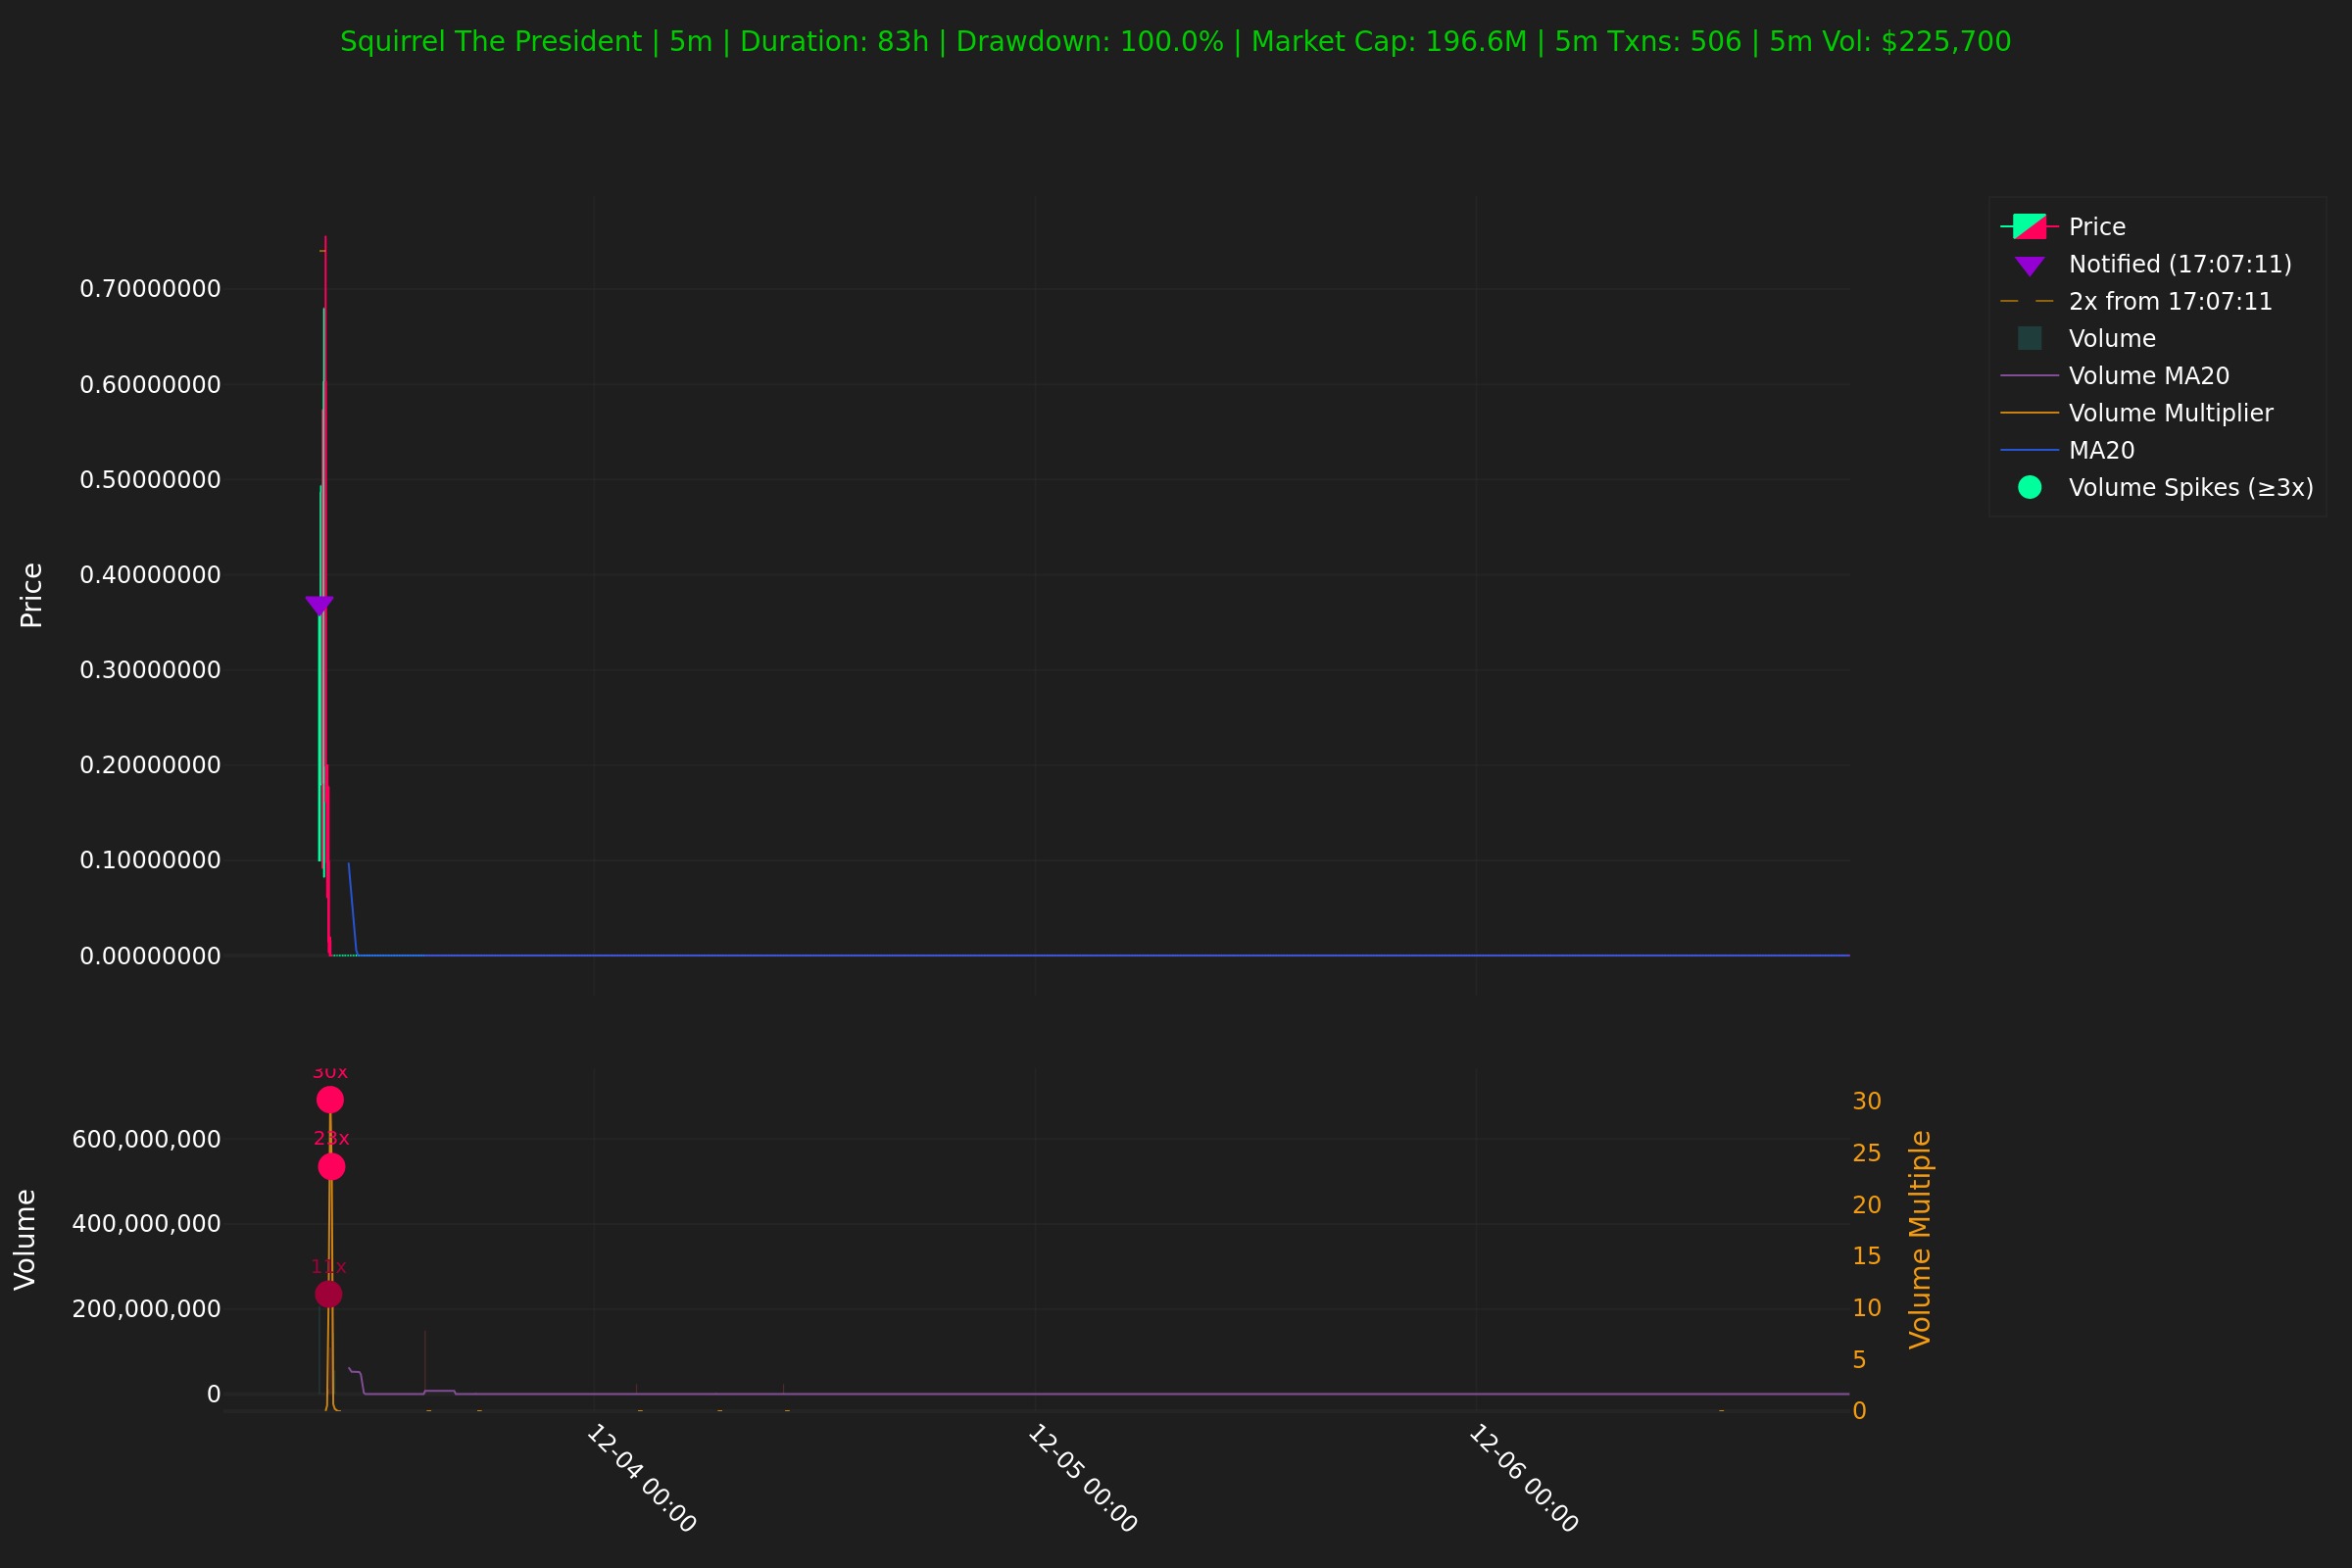 Squirrel The President | 5m | Duration: 83h | Drawdown: 100.0% | Market Cap: 196.6M | 5m Txns: 506 | 5m Vol: $225,700
Price
0.70000000
0.60000000
0.50000000
0.40000000
0.30000000
0.20000000
0.10000000
0.00000000
Price
Notified (17:07:11)
2x from 17:07:11
Volume
Volume MA20
Volume Multiplier
MA20
Volume Spikes (≥3x)
Volume
600,000,000
400,000,000
200,000,000
0
30x
23x
11x
30
25
20
15
10
5
0
Volume Multiple
12-04 00:00
12-05 00:00
12-06 00:00